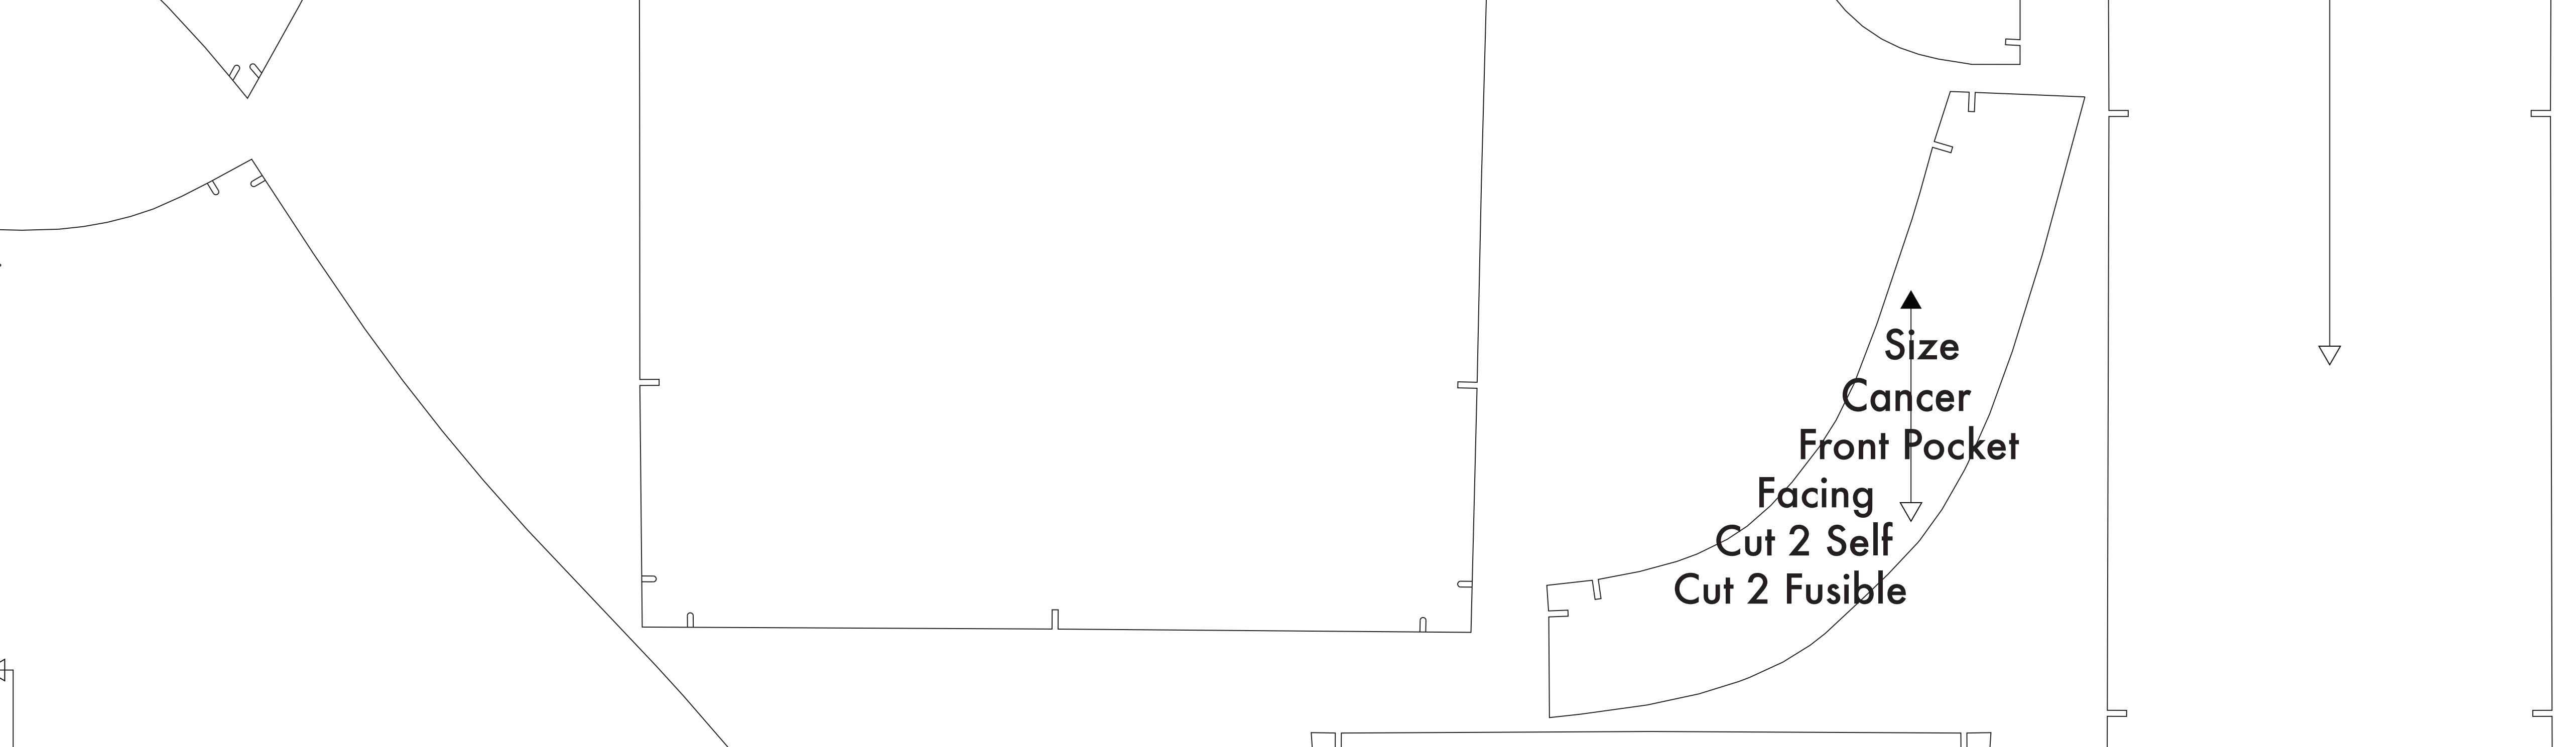 Size
Cancer
Front Pocket
Facing
Cut 2 Self
Cut 2 Fusible